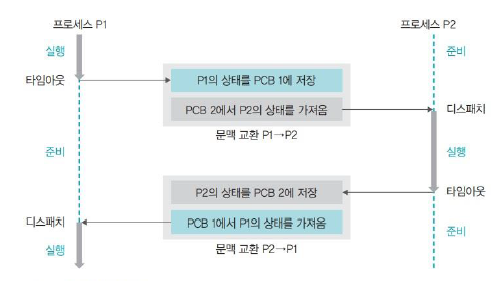 프로세스 P1
프로세스 P2
실행
준비
타임아웃
P1의 상태를 PCB 1에 저장
PCB 2에서 P2의 상태를 가져옴
디스패치
문맥 교환 P1→P2
준비
실행
P2의 상태를 PCB 2에 저장
타임아웃
디스패치
PCB 1에서 P1의 상태를 가져옴
준비
실행
문맥 교환 P2→P1